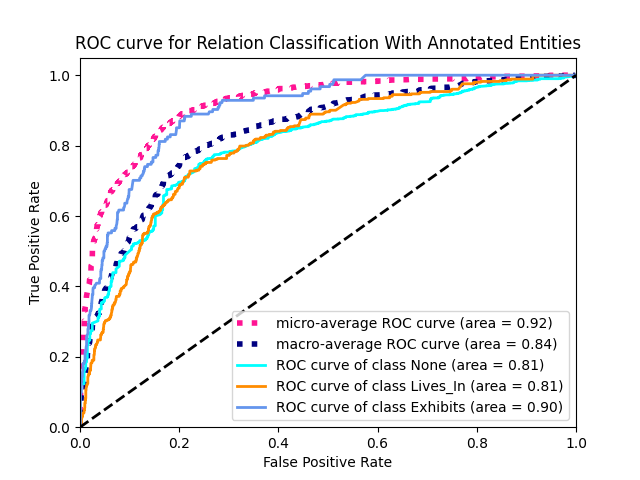 ROC curve for Relation Classification With Annotated Entities
1.0
0.8
0.6
0.4
0.2
0.0
True Positive Rate
micro-average ROC curve (area = 0.92)
macro-average ROC curve (area = 0.84)
ROC curve of class None (area = 0.81)
ROC curve of class Lives_In (area = 0.81)
ROC curve of class Exhibits (area = 0.90)
0.0 0.2 0.4 0.6 0.8 1.0
False Positive Rate